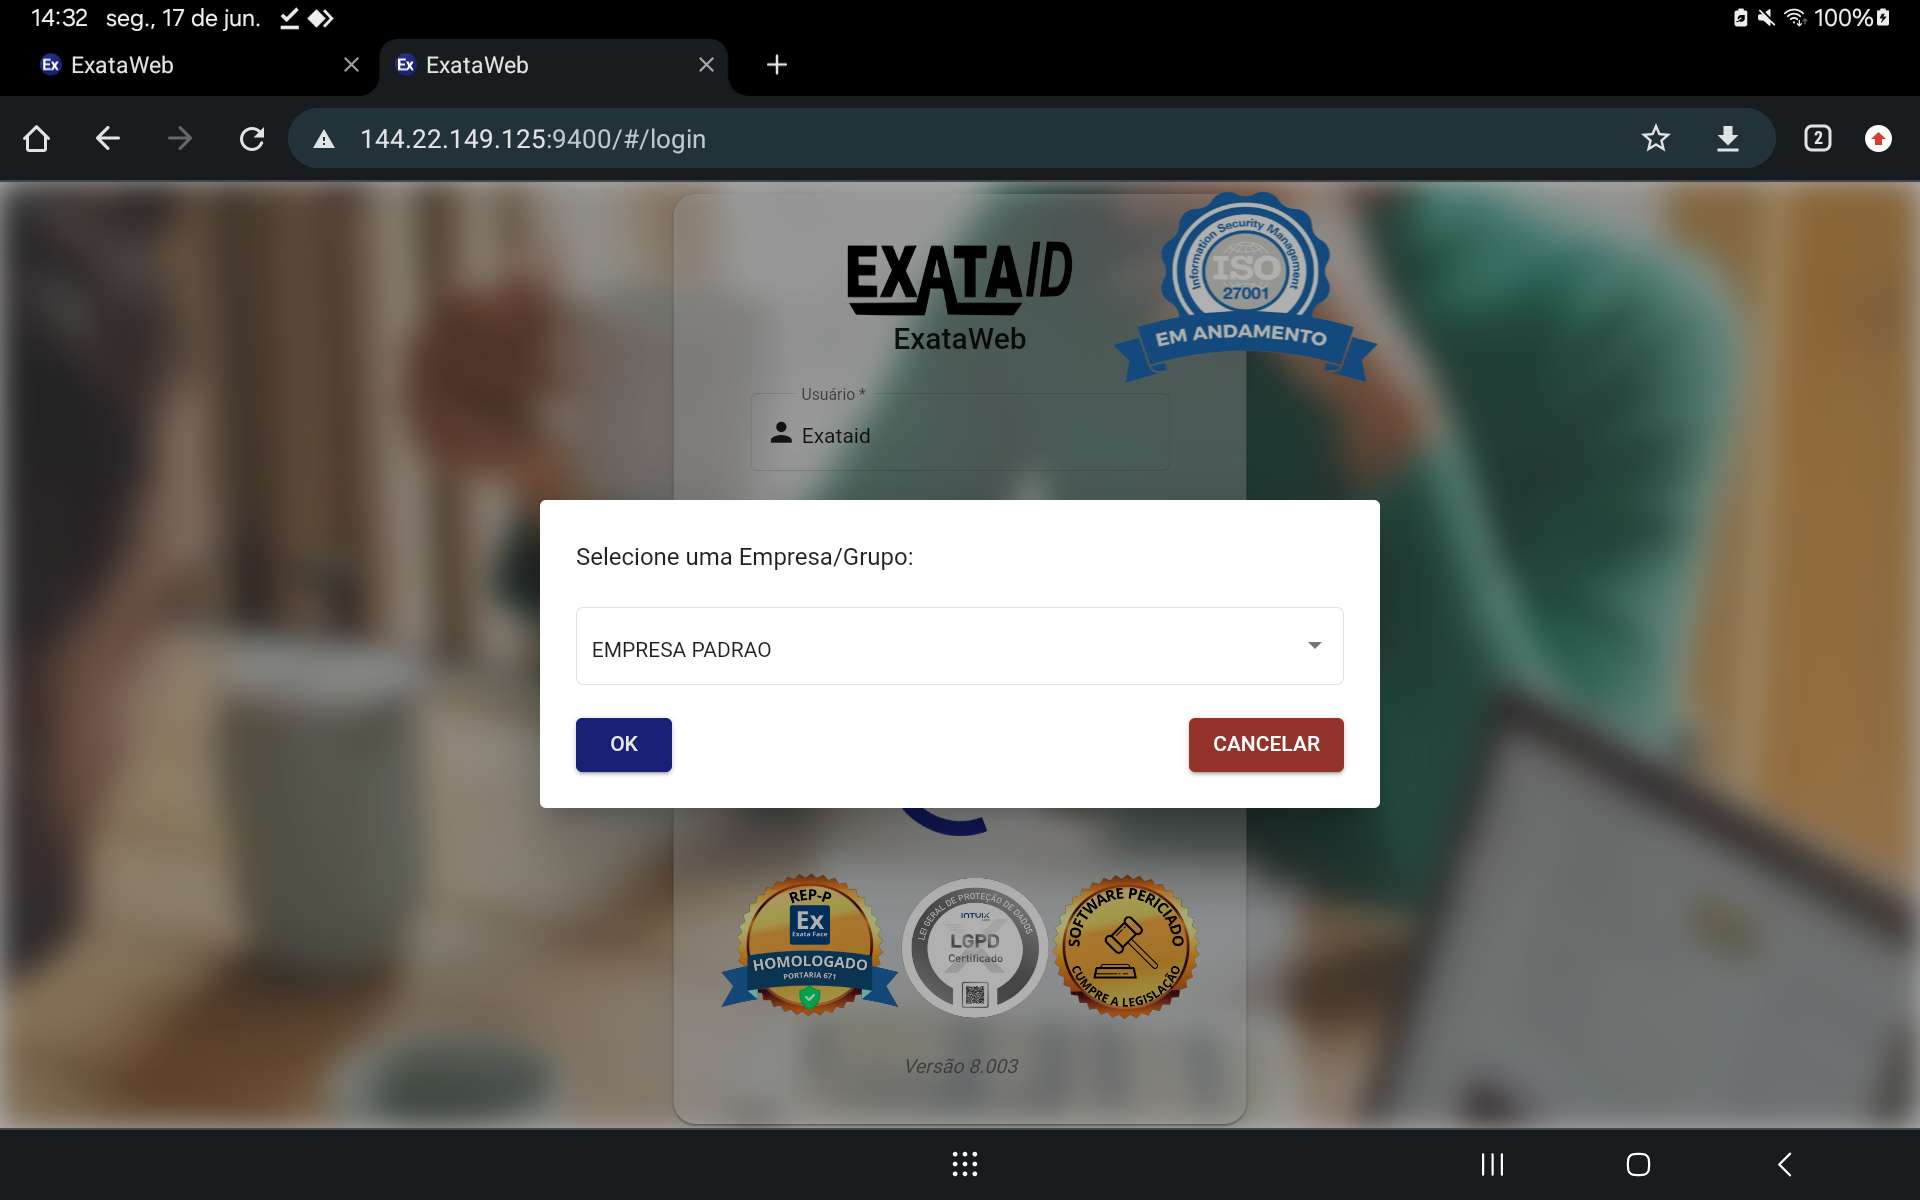 14:32 seg., 17 de jun. 100%
Ex ExataWeb
Ex ExataWeb
144.22.149.125:9400/#/login
2
EXATAID
ExataWeb
Information Security Management
ISO
27001
EM ANDAMENTO
Usuário *
Exataid
Selecione uma Empresa/Grupo:
EMPRESA PADRAO
OK
CANCELAR
REP-P
Ex
Exata Face
HOMOLOGADO
PORTARIA 671
LEI GERAL DE PROTEÇÃO DE DADOS
INTUIX
LGPD
Certificado
SOFTWARE PERICIADO
CUMPRE A LEGISLAÇÃO
Versão 8.003